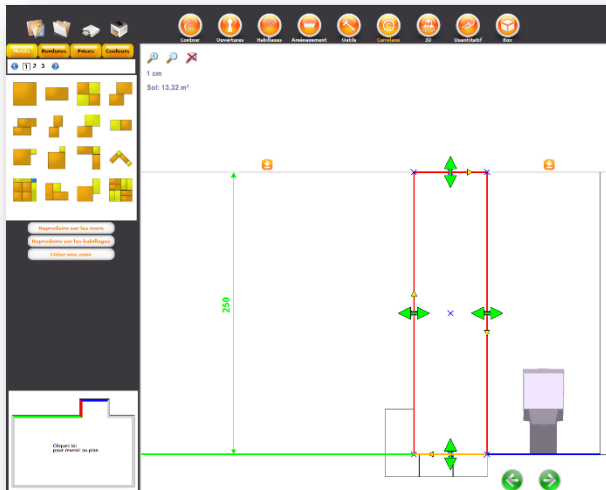 Contour Ouvertures Habillages Aménagement Outils Carrelage 3D Quantitatif Box
Bordures Frises Couleurs
1 2 3
1 cm
Sol: 13,32 m²
Reproduire sur les murs
Reproduire sur les habillages
Créer une zone
250
Cliquez ici
pour revenir au plan